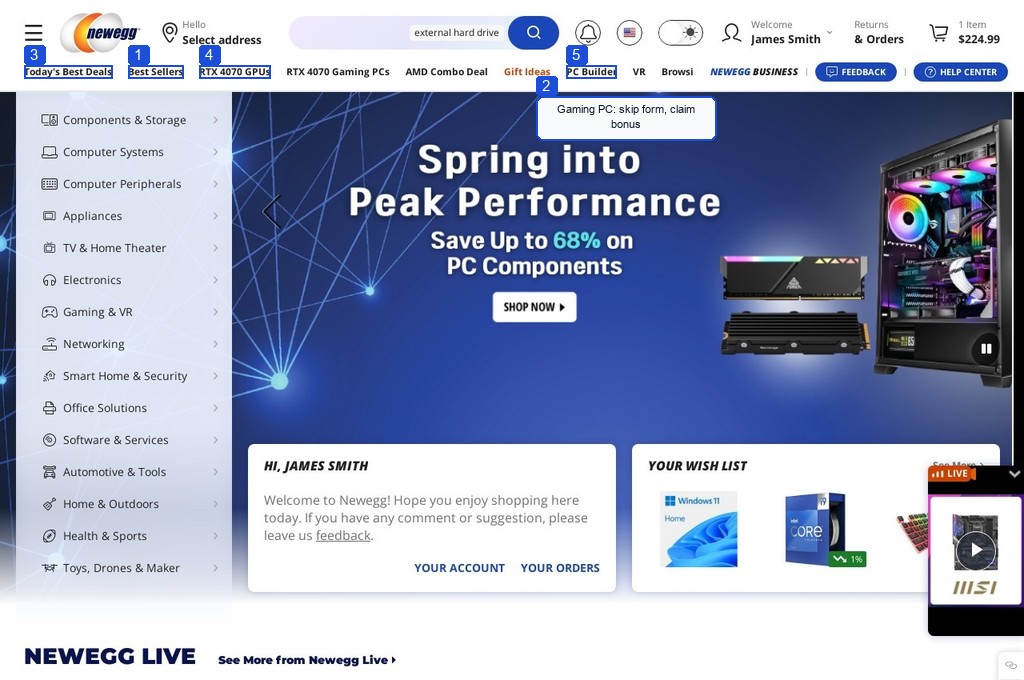 newegg
Hello
Select address
external hard drive
Welcome
James Smith
Returns
& Orders
1 Item
$224.99
3
1
4
5
Today's Best Deals
Best Sellers
RTX 4070 GPUs
RTX 4070 Gaming PCs
AMD Combo Deal
Gift Ideas
PC Builder
VR
Browsi
NEWEGG BUSINESS
FEEDBACK
HELP CENTER
2
Gaming PC: skip form, claim
bonus
Components & Storage
Computer Systems
Computer Peripherals
Appliances
TV & Home Theater
Electronics
Gaming & VR
Networking
Smart Home & Security
Office Solutions
Software & Services
Automotive & Tools
Home & Outdoors
Health & Sports
Toys, Drones & Maker
Spring into
Peak Performance
Save Up to 68% on
PC Components
SHOP NOW
HI, JAMES SMITH
Welcome to Newegg! Hope you enjoy shopping here
today. If you have any comment or suggestion, please
leave us feedback.
YOUR ACCOUNT
YOUR ORDERS
YOUR WISH LIST
See More
Windows 11
Home
intel
CORE
i9
1%
LIVE
MSI
NEWEGG LIVE
See More from Newegg Live